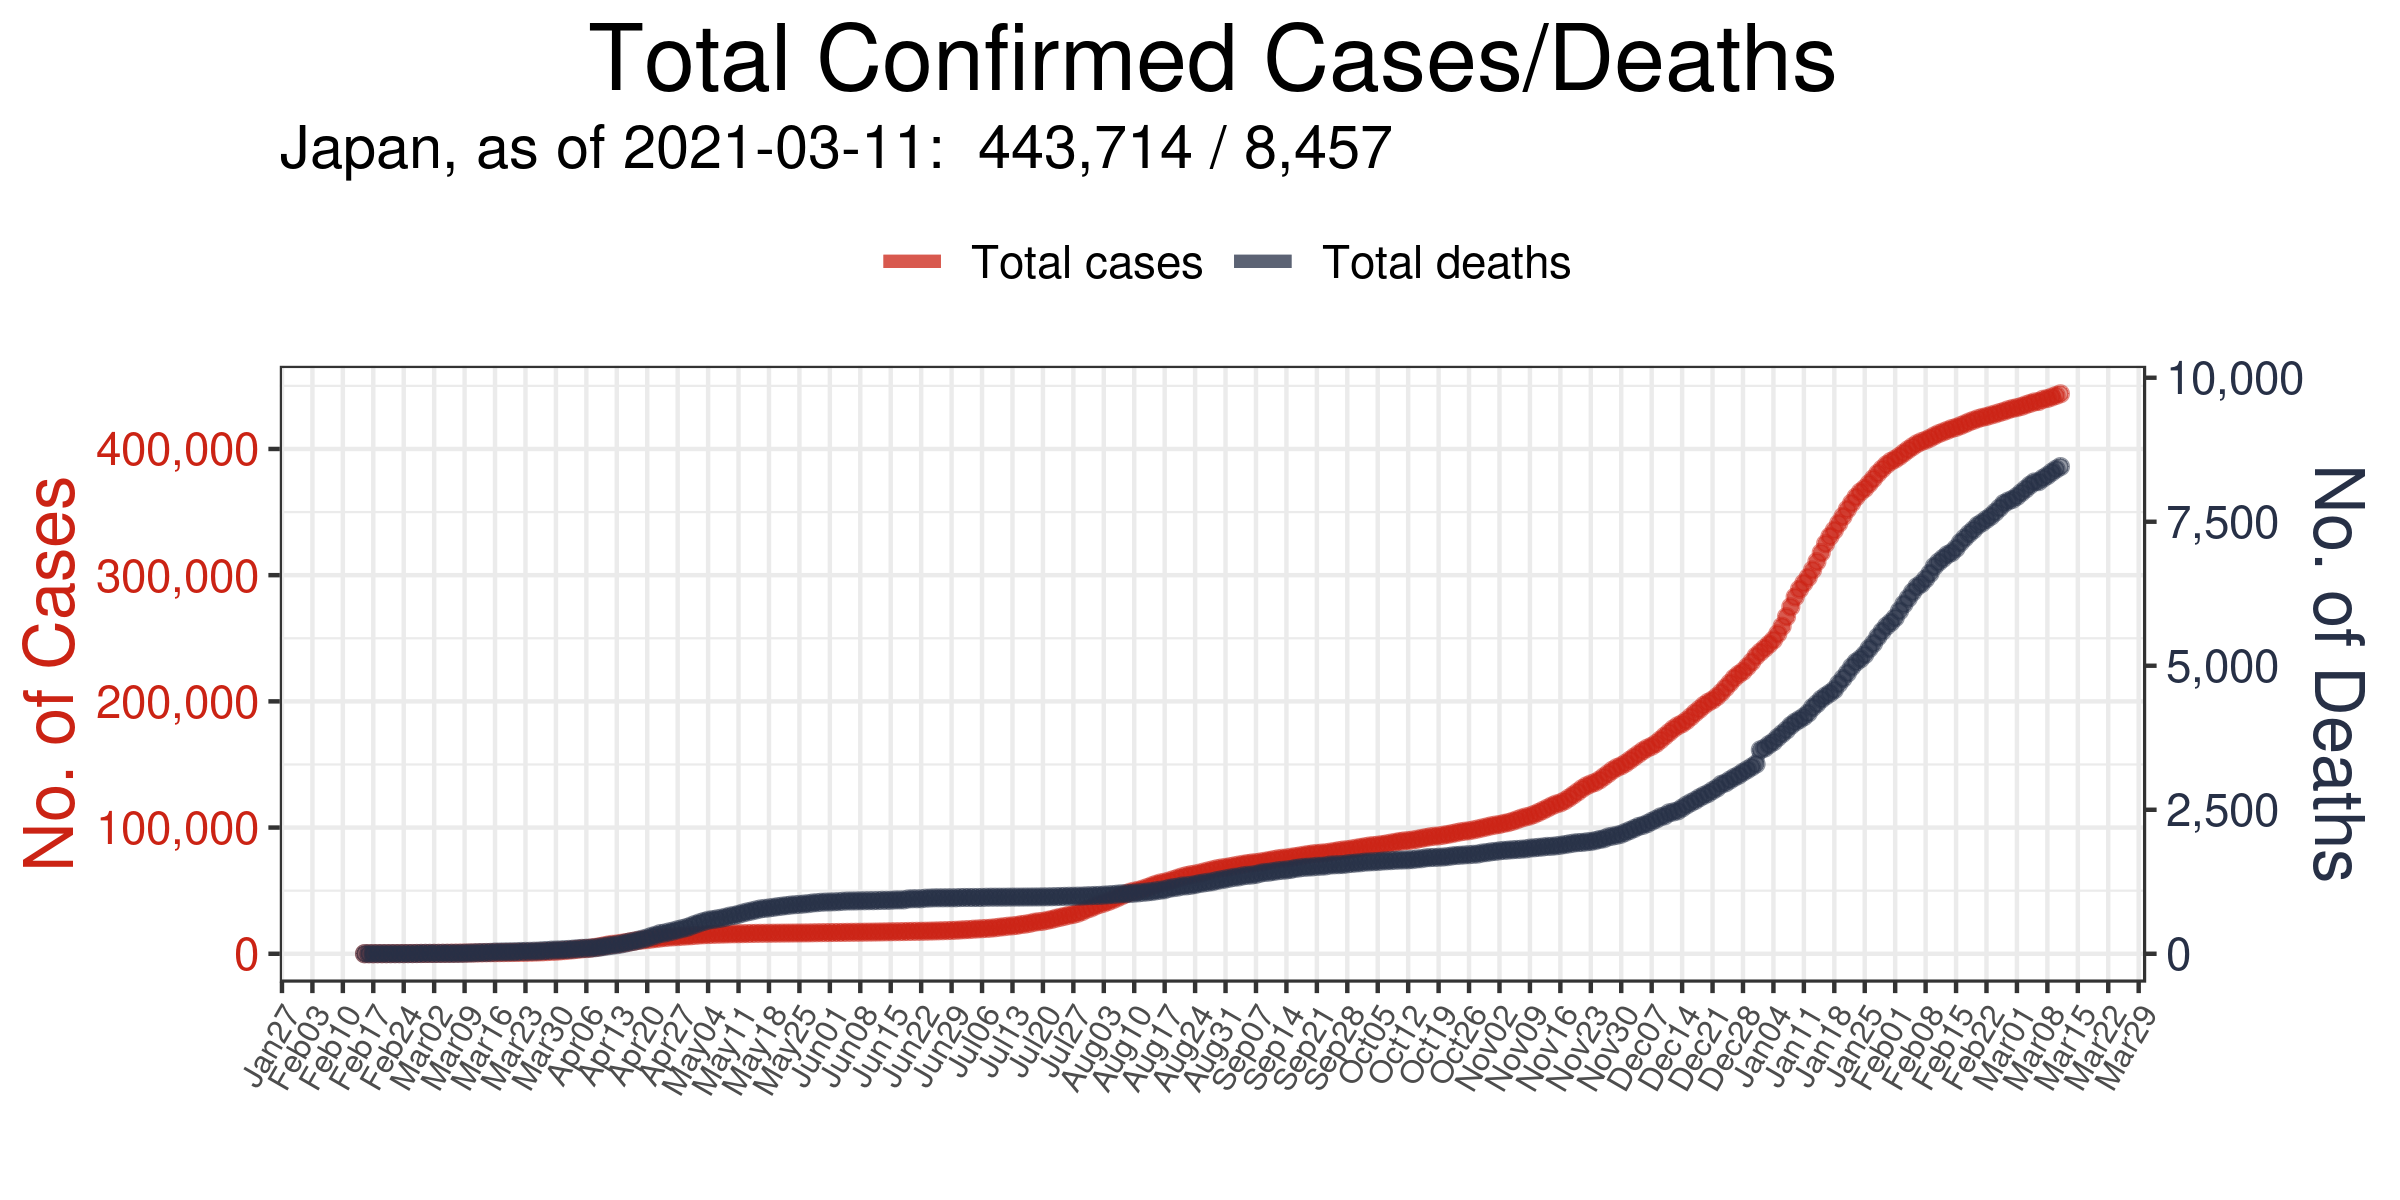 Total Confirmed Cases/Deaths
Japan, as of 2021-03-11:  443,714 / 8,457
Total cases
Total deaths
No. of Cases
400,000
300,000
200,000
100,000
0
10,000
7,500
5,000
2,500
0
No. of Deaths
Jan27
Feb03
Feb10
Feb17
Feb24
Mar02
Mar09
Mar16
Mar23
Mar30
Apr06
Apr13
Apr20
Apr27
May04
May11
May18
May25
Jun01
Jun08
Jun15
Jun22
Jun29
Jul06
Jul13
Jul20
Jul27
Aug03
Aug10
Aug17
Aug24
Aug31
Sep07
Sep14
Sep21
Sep28
Oct05
Oct12
Oct19
Oct26
Nov02
Nov09
Nov16
Nov23
Nov30
Dec07
Dec14
Dec21
Dec28
Jan04
Jan11
Jan18
Jan25
Feb01
Feb08
Feb15
Feb22
Mar01
Mar08
Mar15
Mar22
Mar29